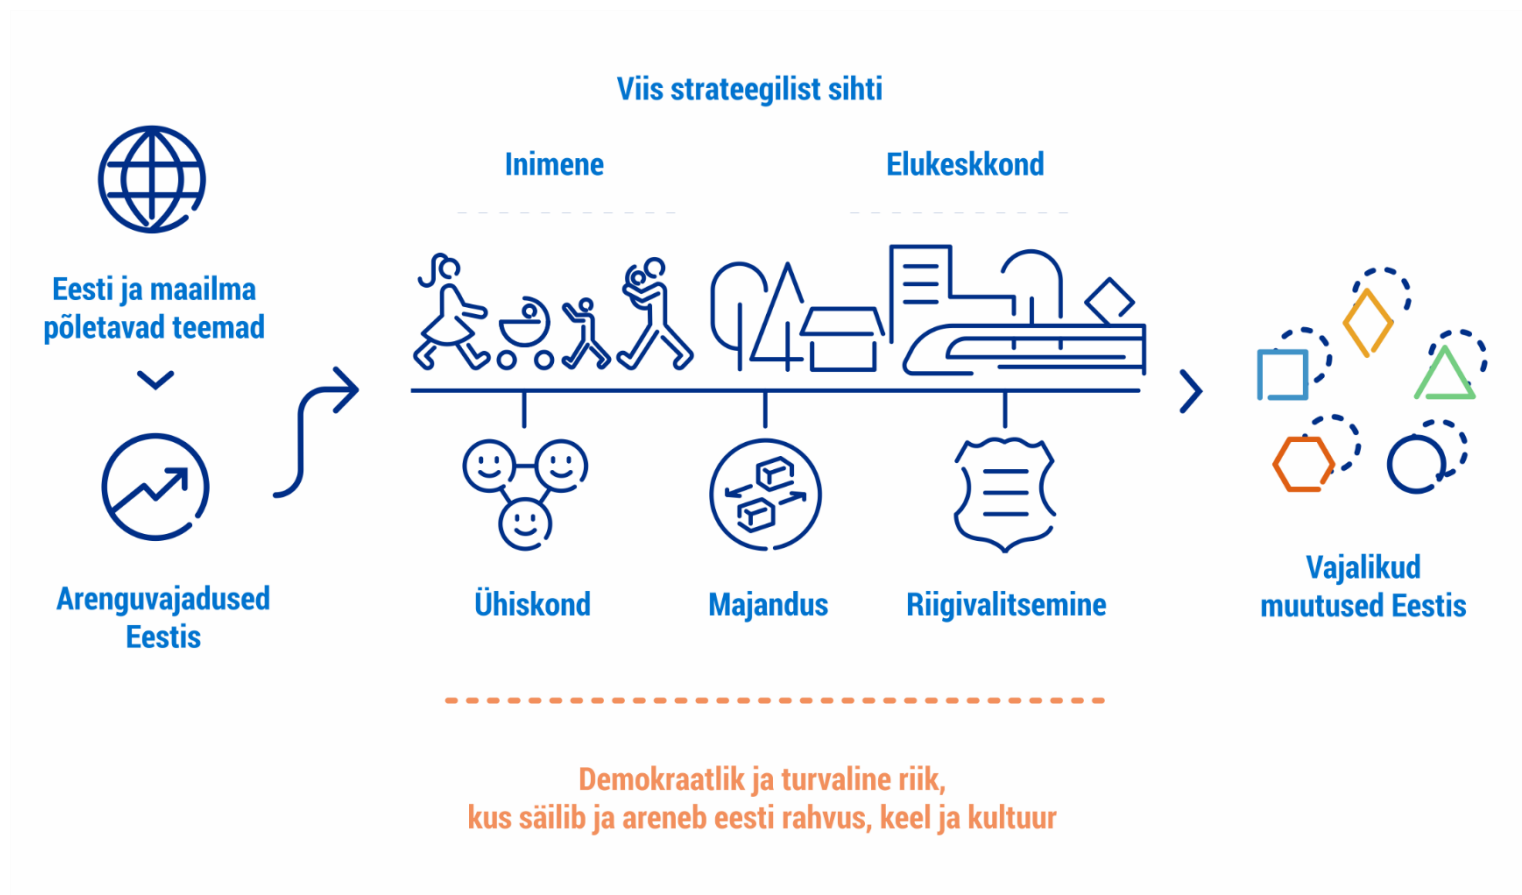 Viis strateegilist sihti
Inimene
Elukeskkond
Eesti ja maailma
põletavad teemad
Arenguvajadused
Eestis
Ühiskond
Majandus
Riigivalitsemine
Vajalikud
muutused Eestis
Demokraatlik ja turvaline riik,
kus säilib ja areneb eesti rahvus, keel ja kultuur